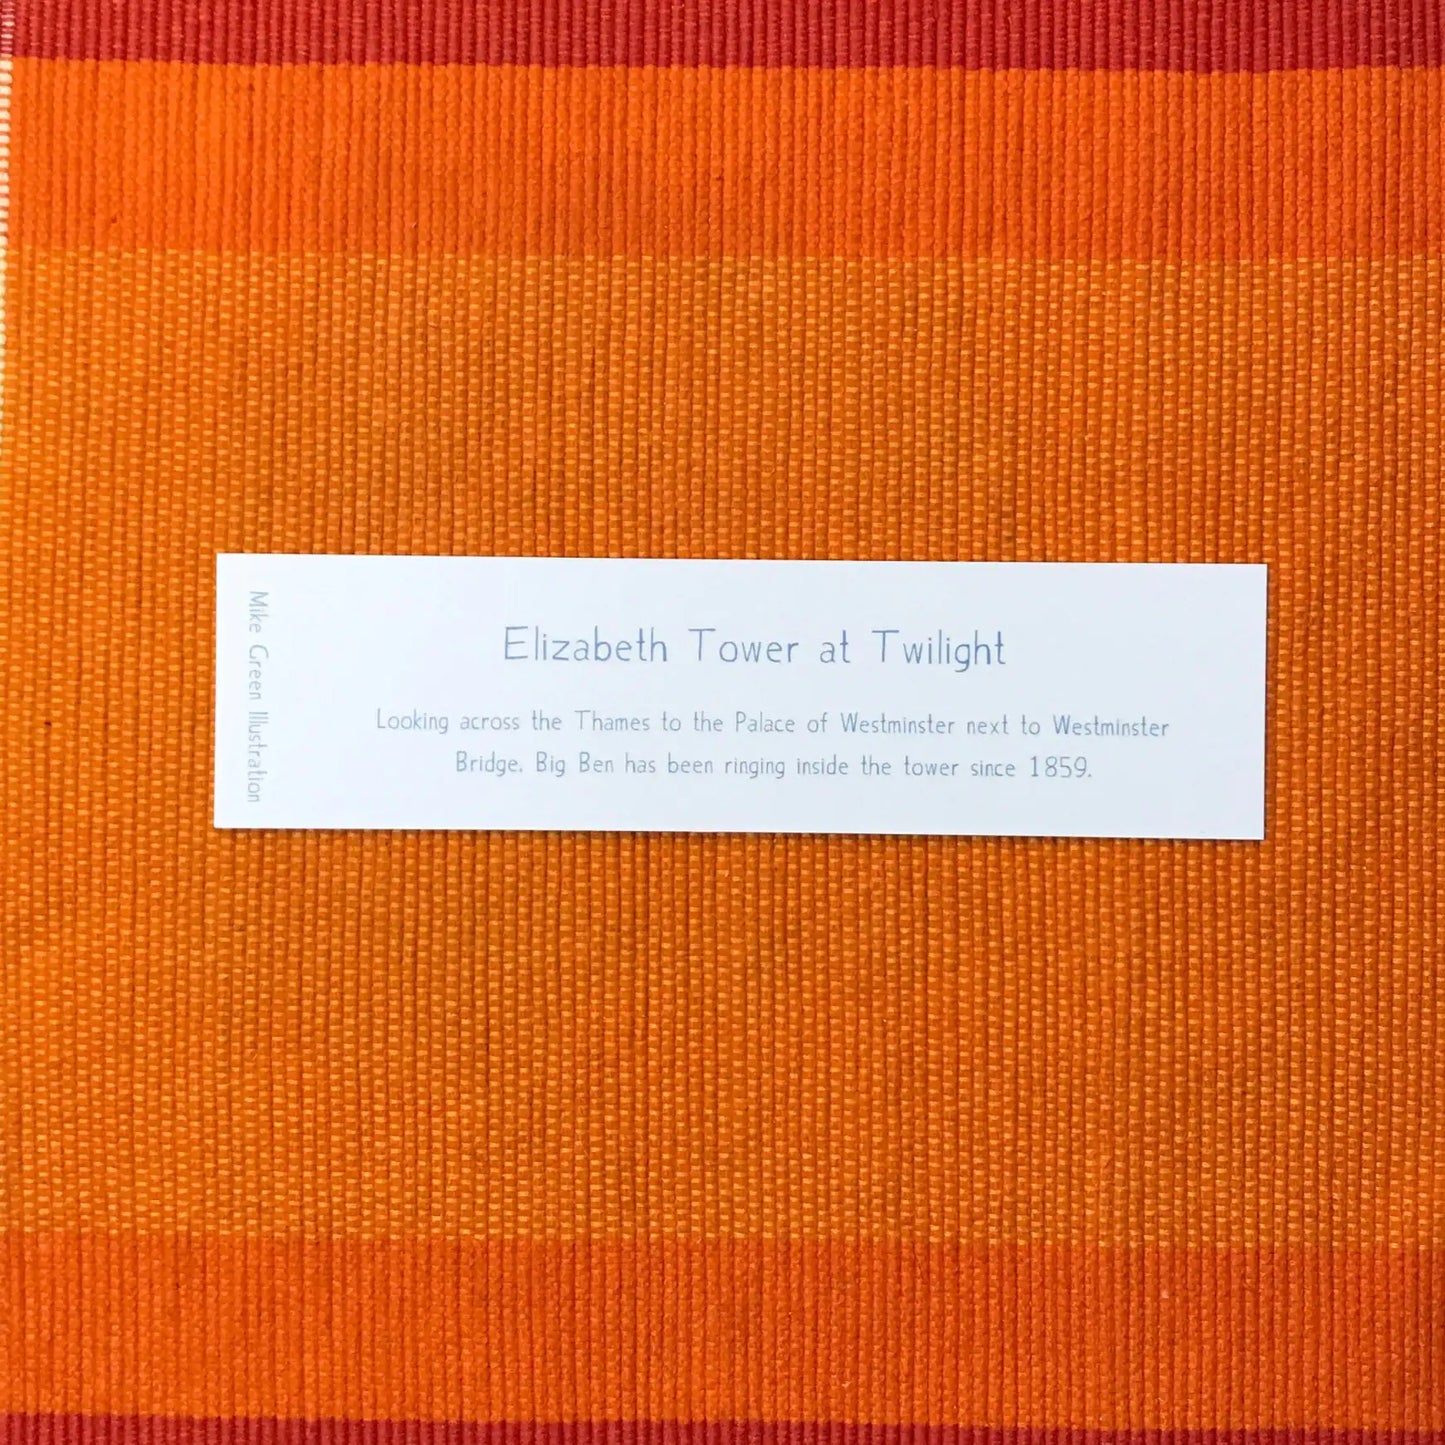 Mike Green Illustration
Elizabeth Tower at Twilight
Looking across the Thames to the Palace of Westminster next to Westminster
Bridge. Big Ben has been ringing inside the tower since 1859.